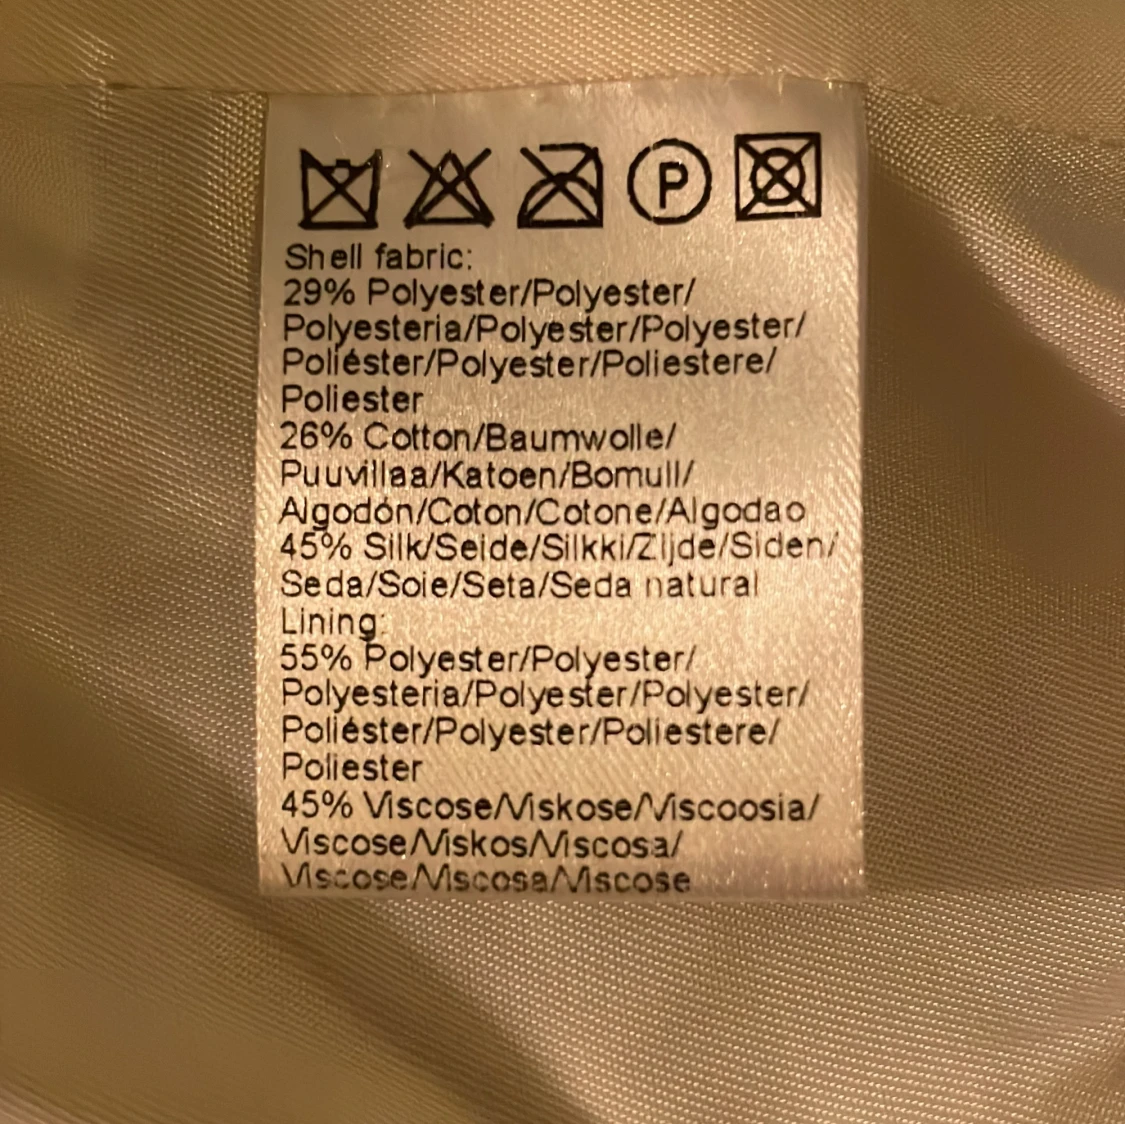 P
Shell fabric:
29% Polyester/Polyester/
Polyesteria/Polyester/Polyester/
Poliéster/Polyester/Poliestere/
Poliester
26% Cotton/Baumwolle/
Puuvillaa/Katoen/Bomull/
Algodón/Coton/Cotone/Algodao
45% Silk/Seide/Silkki/Zijde/Siden/
Seda/Soie/Seta/Seda natural
Lining:
55% Polyester/Polyester/
Polyesteria/Polyester/Polyester/
Poliéster/Polyester/Poliestere/
Poliester
45% Viscose/Viskose/Viscoosia/
Viscose/Viskos/Viscosa/
Viscose/Viscosa/Viscose